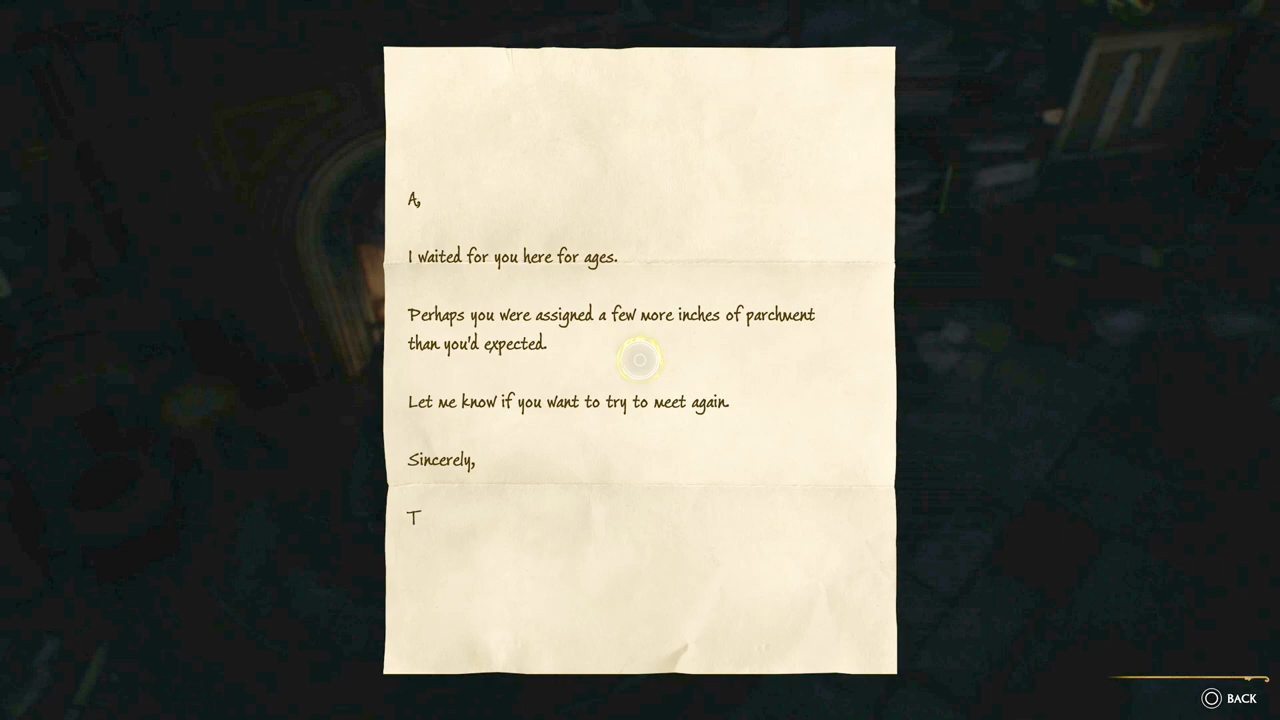 A,
I waited for you here for ages.
Perhaps you were assigned a few more inches of parchment
than you'd expected.
Let me know if you want to try to meet again.
Sincerely,
T
BACK